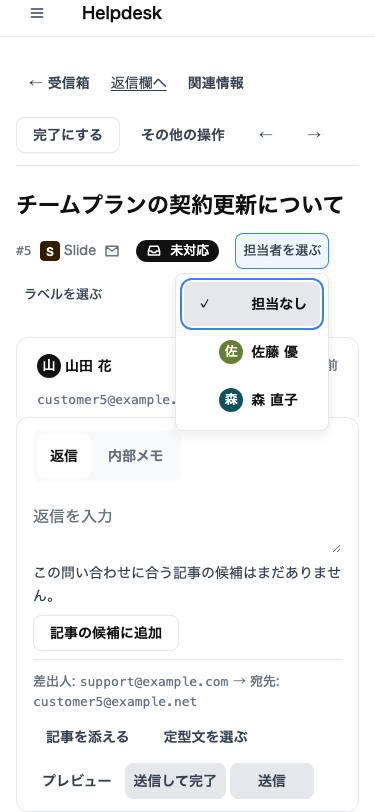 Helpdesk
← 受信箱 返信欄へ 関連情報
完了にする その他の操作 ← →
チームプランの契約更新について
#5 S Slide 未対応 担当者を選ぶ
ラベルを選ぶ
✓ 担当なし
佐 佐藤 優
森 森 直子
山 山田 花 前
customer5@example.
返信 内部メモ
返信を入力
この問い合わせに合う記事の候補はまだありませ
ん。
記事の候補に追加
差出人: support@example.com → 宛先:
customer5@example.net
記事を添える 定型文を選ぶ
プレビュー 送信して完了 送信